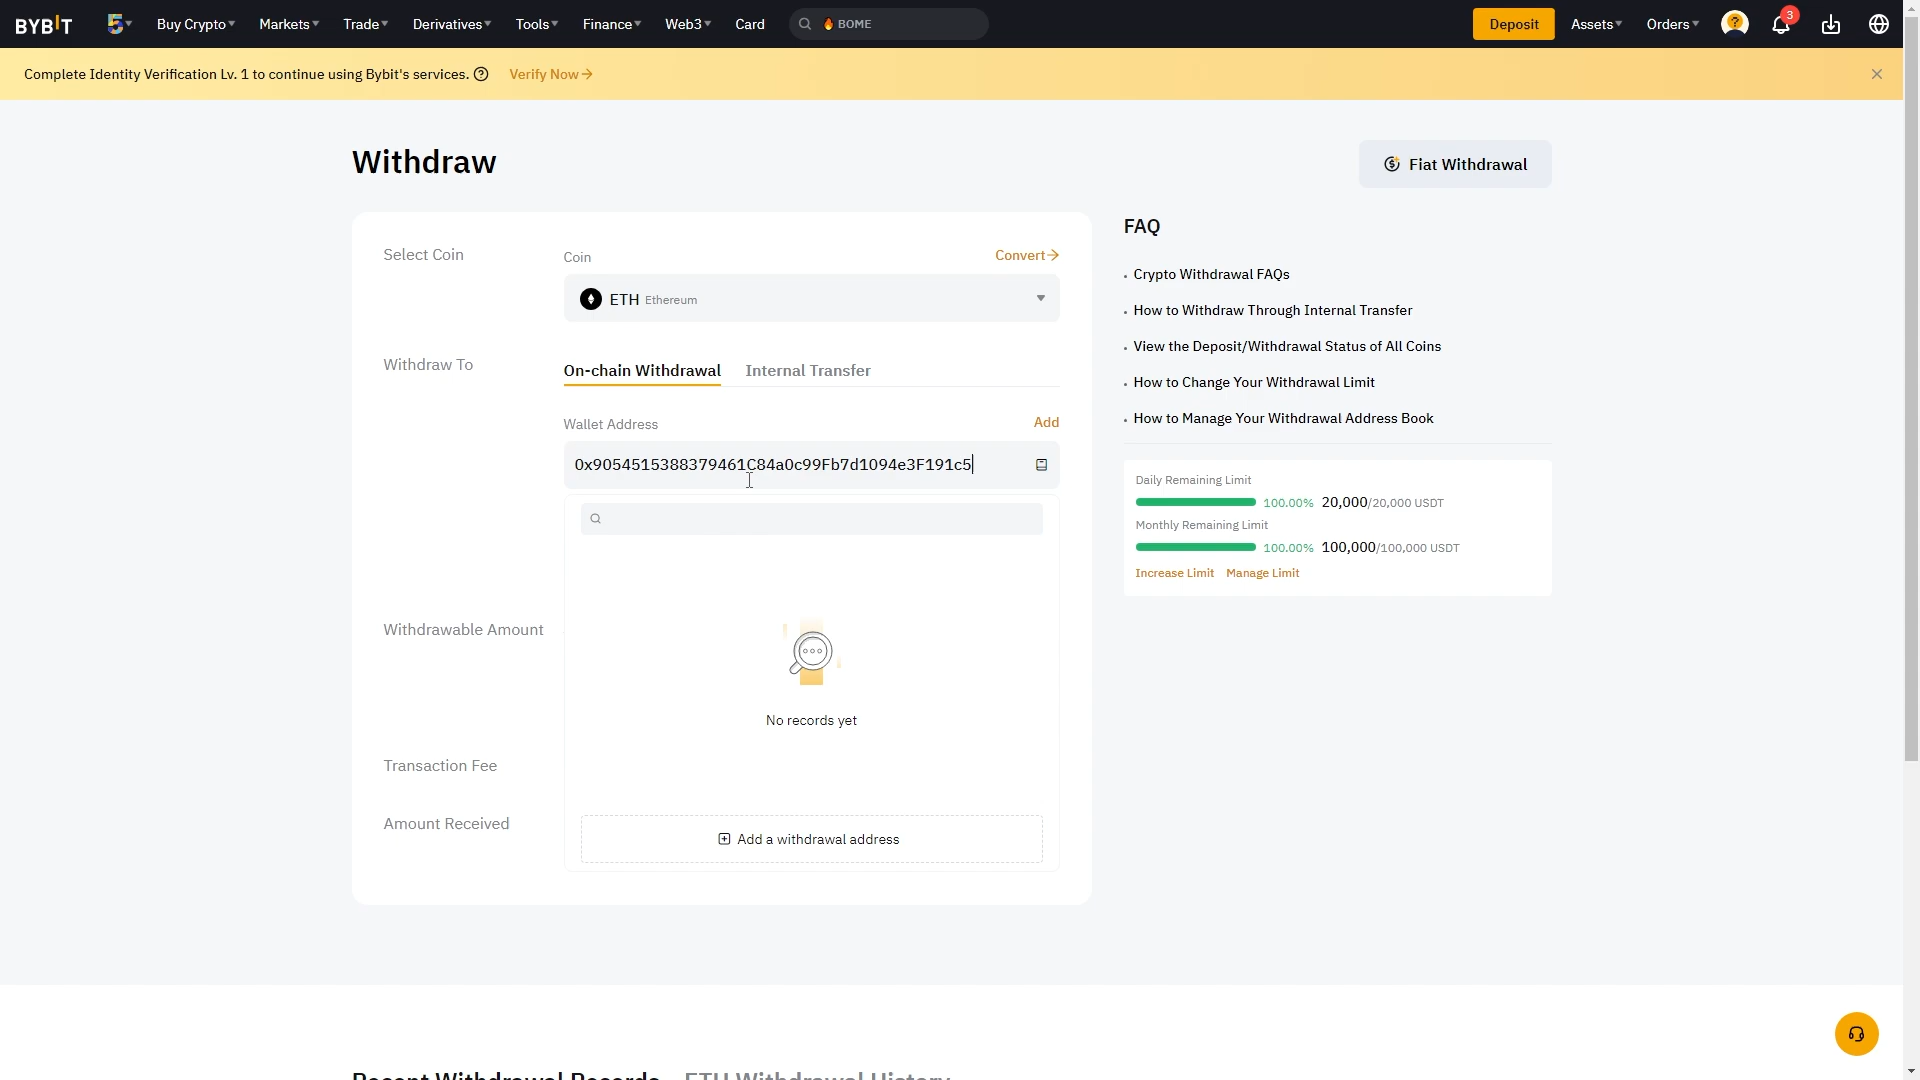 BYBIT Buy Crypto Markets Trade Derivatives Tools Finance Web3 Card BOME Deposit Assets Orders 3
Complete Identity Verification Lv. 1 to continue using Bybit's services. Verify Now
Withdraw
Fiat Withdrawal
Select Coin
Coin
Convert
ETH Ethereum
Withdraw To
On-chain Withdrawal Internal Transfer
Wallet Address
Add
0x9054515388379461C84a0c99Fb7d1094e3F191c5
No records yet
Add a withdrawal address
Withdrawable Amount
Transaction Fee
Amount Received
FAQ
Crypto Withdrawal FAQs
How to Withdraw Through Internal Transfer
View the Deposit/Withdrawal Status of All Coins
How to Change Your Withdrawal Limit
How to Manage Your Withdrawal Address Book
Daily Remaining Limit
100.00% 20,000/20,000 USDT
Monthly Remaining Limit
100.00% 100,000/100,000 USDT
Increase Limit Manage Limit
Recent Withdrawal Records ETH Withdrawal History